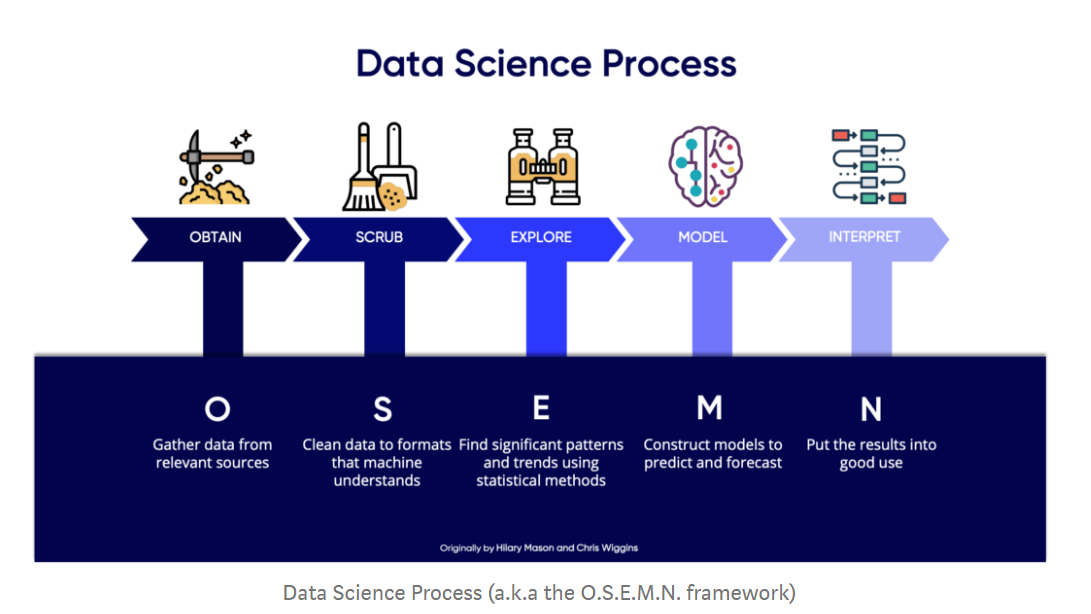 Data Science Process
OBTAIN
SCRUB
EXPLORE
MODEL
INTERPRET
O
Gather data from
relevant sources
S
Clean data to formats
that machine
understands
E
Find significant patterns
and trends using
statistical methods
M
Construct models to
predict and forecast
N
Put the results into
good use
Originally by Hilary Mason and Chris Wiggins
Data Science Process (a.k.a the O.S.E.M.N. framework)